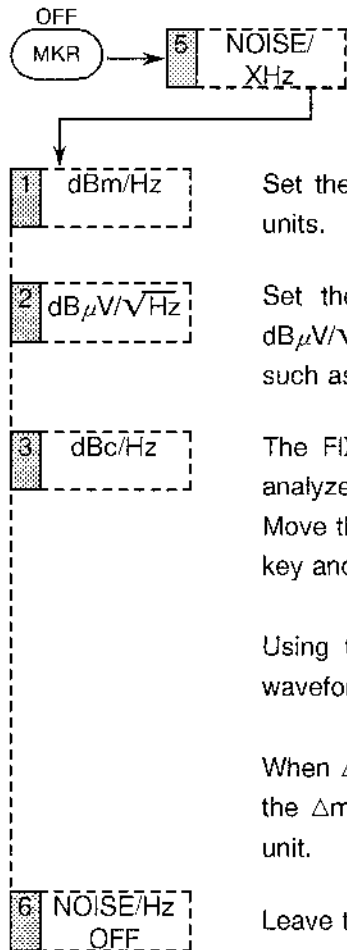 OFF
MKR
5 NOISE/
XHz
1 dBm/Hz
Set the
units.
2 dBμV/√Hz
Set the
dBμV/√
such as
3 dBc/Hz
The FI
analyze
Move th
key and
Using
wavefor
When △
the △m
unit.
6 NOISE/Hz
OFF
Leave t